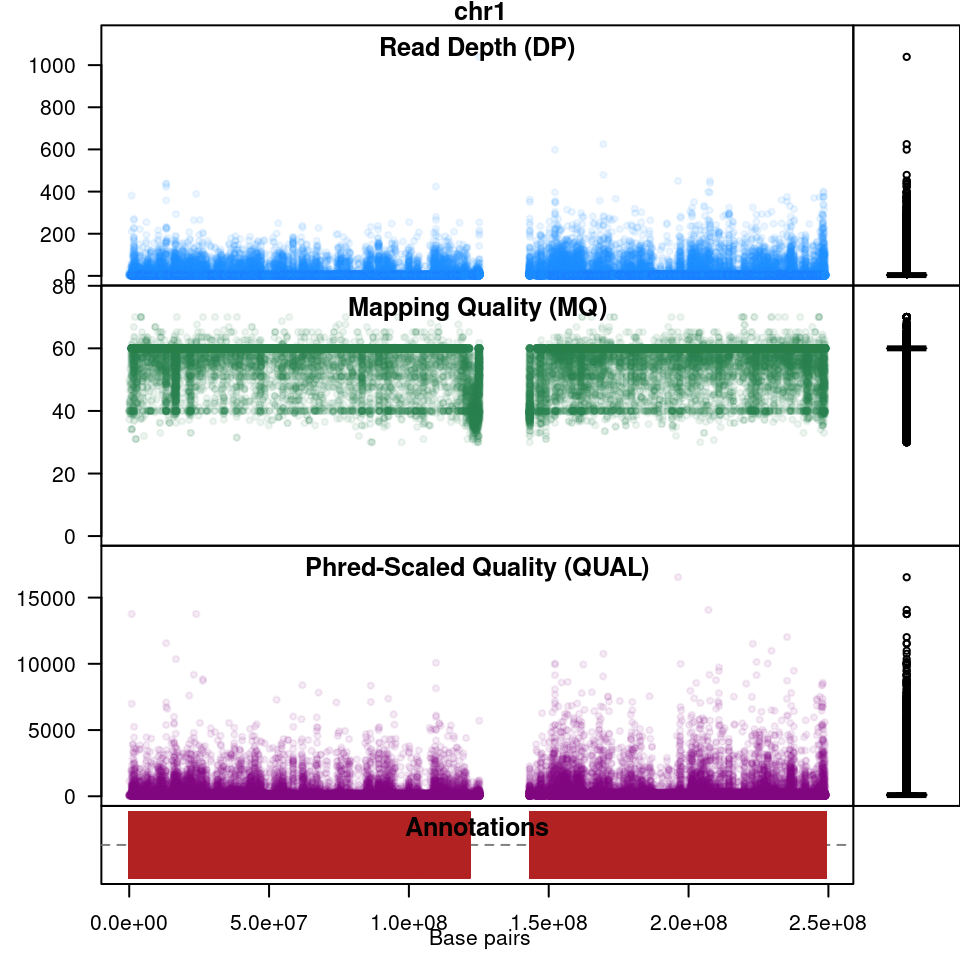 chr1
Read Depth (DP)
1000
800
600
400
200
0
Mapping Quality (MQ)
80
60
40
20
0
Phred-Scaled Quality (QUAL)
15000
10000
5000
0
Annotations
0.0e+00 5.0e+07 1.0e+08 1.5e+08 2.0e+08 2.5e+08
Base pairs